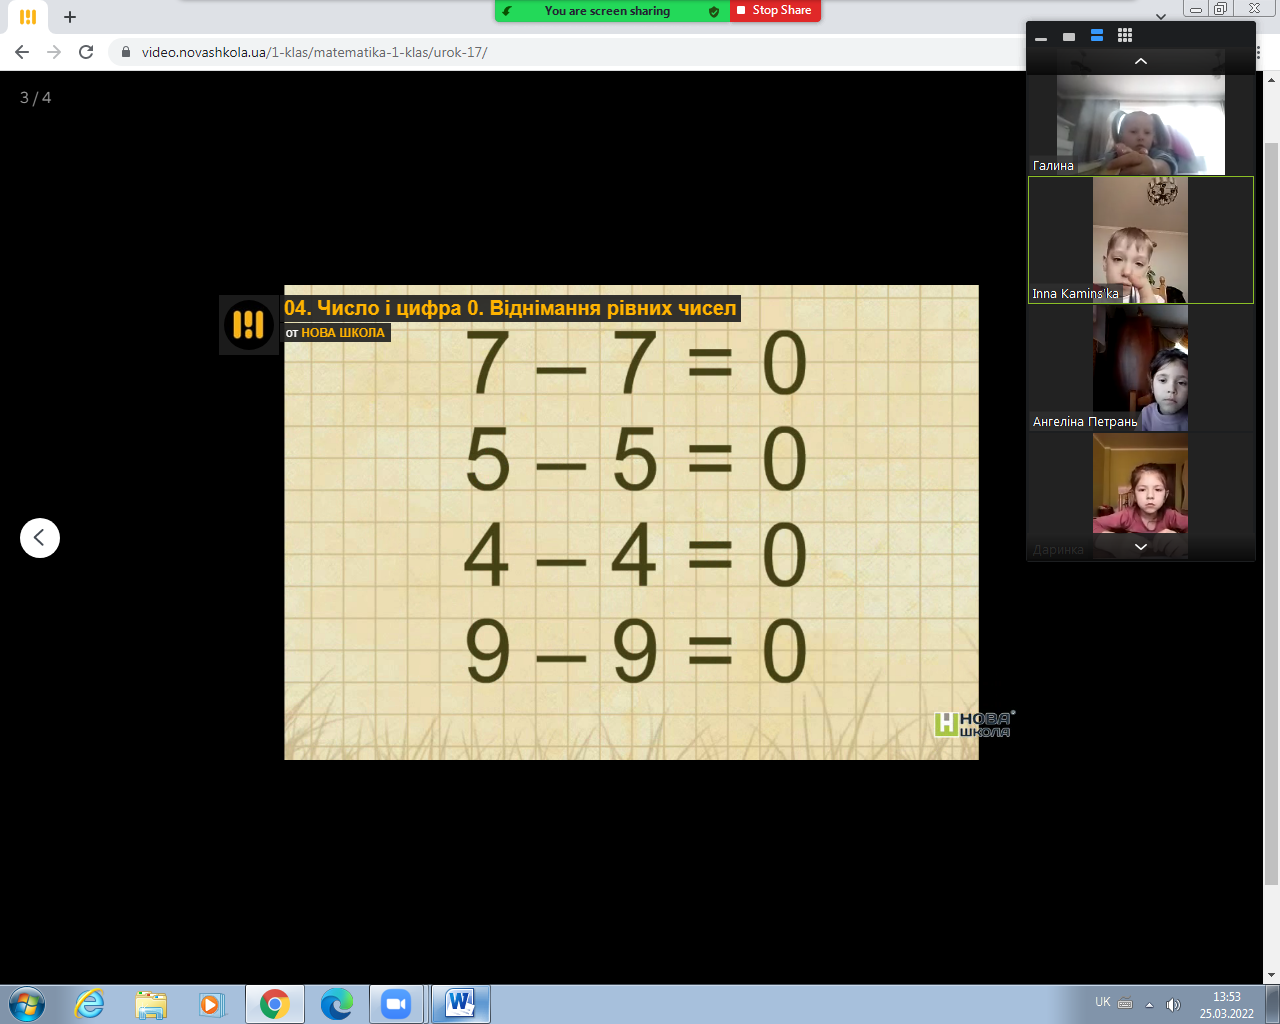 You are screen sharing
Stop Share
video.novashkola.ua/1-klas/matematika-1-klas/urok-17/
3 / 4
04. Число і цифра 0. Віднімання рівних чисел
от НОВА ШКОЛА
7 – 7 = 0
5 – 5 = 0
4 – 4 = 0
9 – 9 = 0
Н НОВА
ШКОЛА
Галина
Inna Kamins'ka
Ангеліна Петрань
Даринка
UK
13:53
25.03.2022